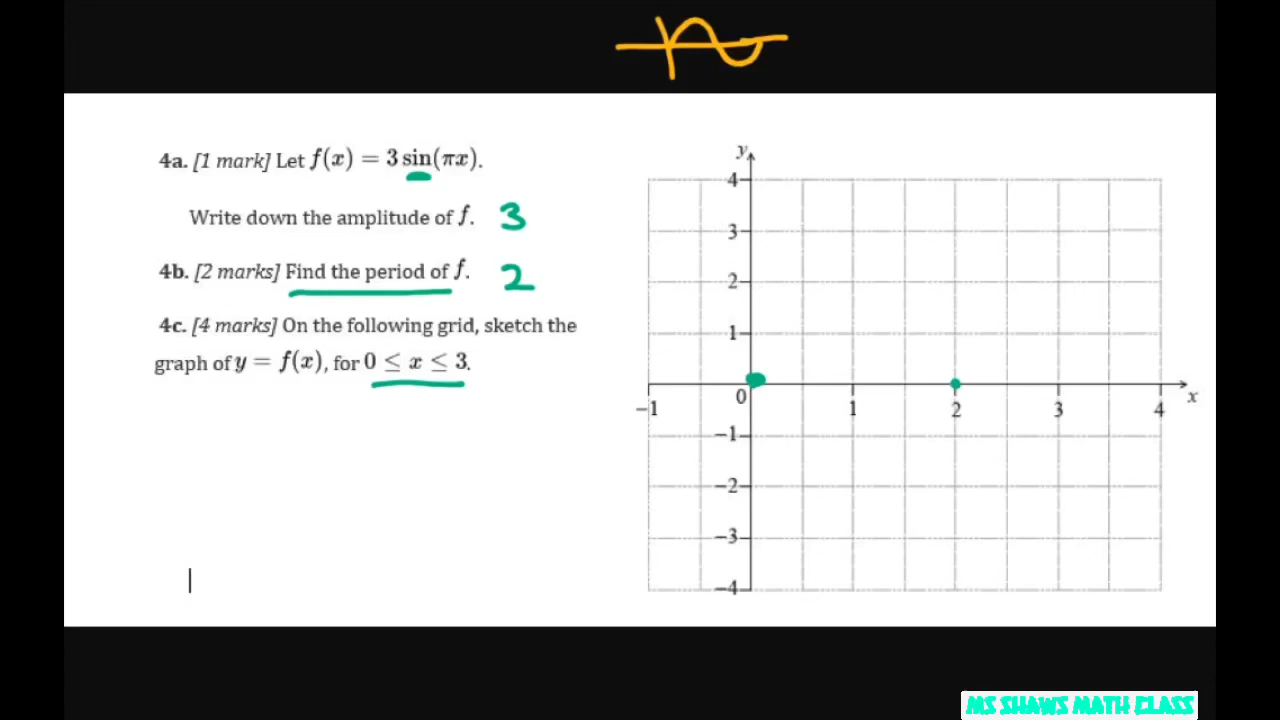 4a. [1 mark] Let f(x) = 3 sin(πx).
Write down the amplitude of f. 3
4b. [2 marks] Find the period of f. 2
4c. [4 marks] On the following grid, sketch the
graph of y = f(x), for 0 ≤ x ≤ 3.
y
4
3
2
1
0
−1 1 2 3 4 x
−1
−2
−3
−4
MS SHAWS MATH CLASS